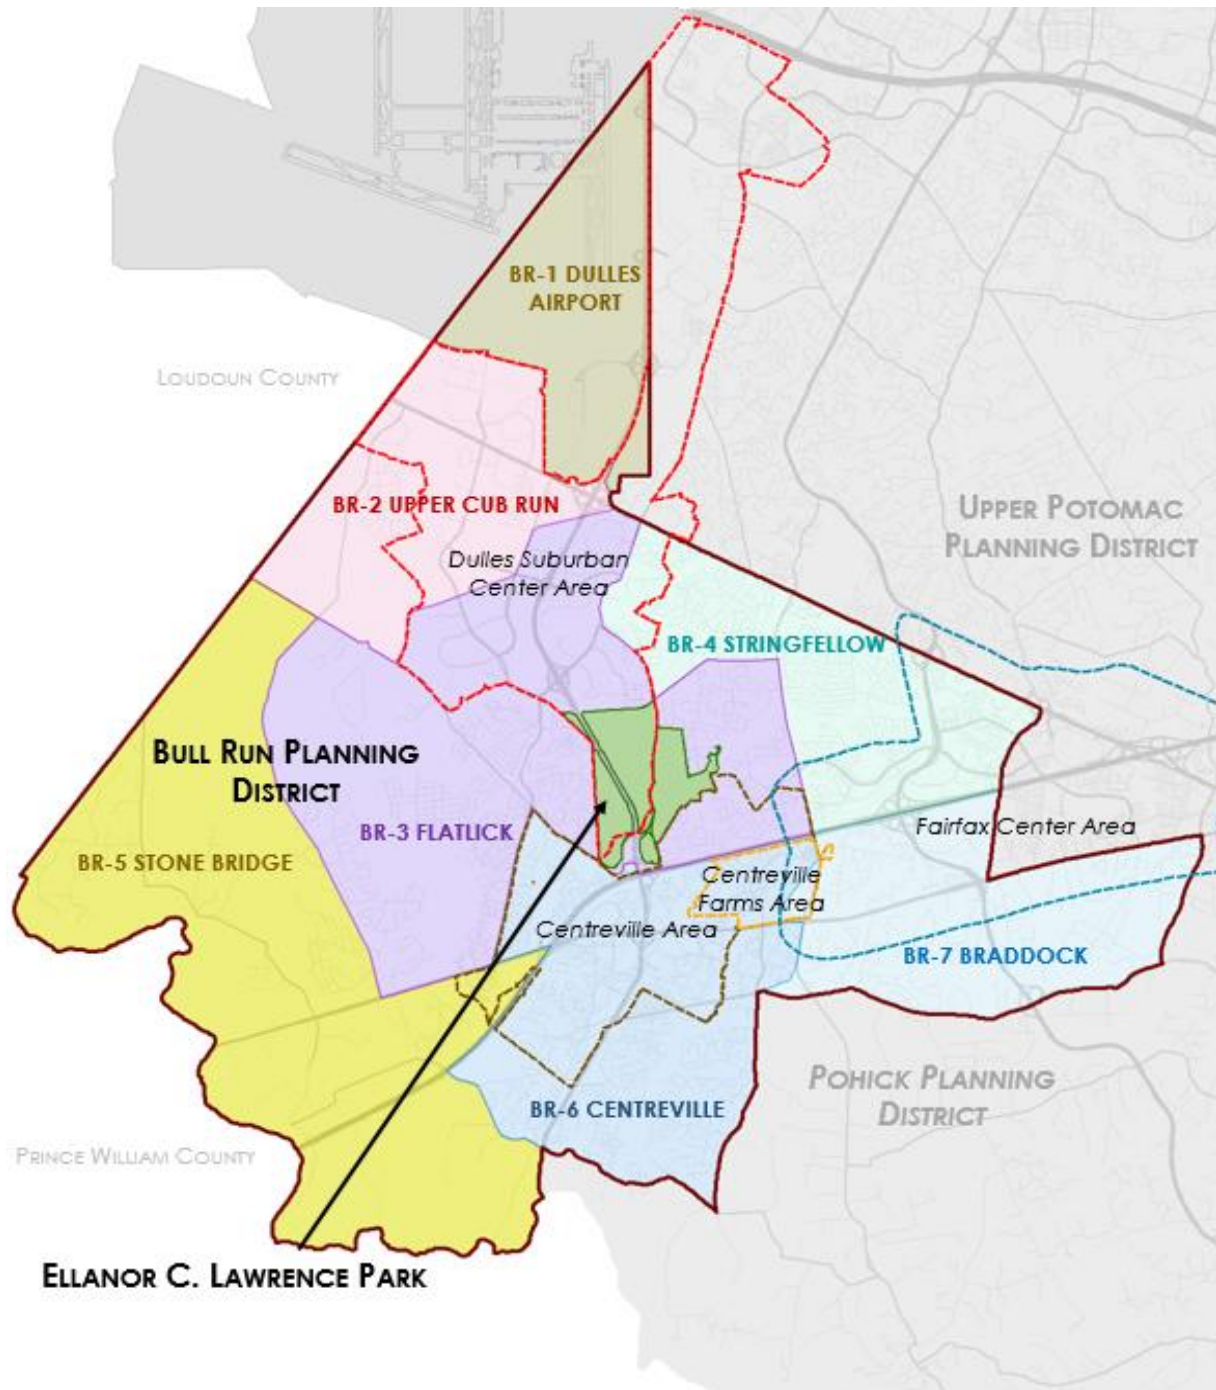 BR-1 DULLES
AIRPORT
LOUDOUN COUNTY
BR-2 UPPER CUB RUN
UPPER POTOMAC
PLANNING DISTRICT
Dulles Suburban
Center Area
BR-4 STRINGFELLOW
BULL RUN PLANNING
DISTRICT
BR-3 FLATLICK
Fairfax Center Area
BR-5 STONE BRIDGE
Centreville
Farms Area
Centreville Area
BR-7 BRADDOCK
POHICK PLANNING
DISTRICT
BR-6 CENTREVILLE
PRINCE WILLIAM COUNTY
ELLANOR C. LAWRENCE PARK